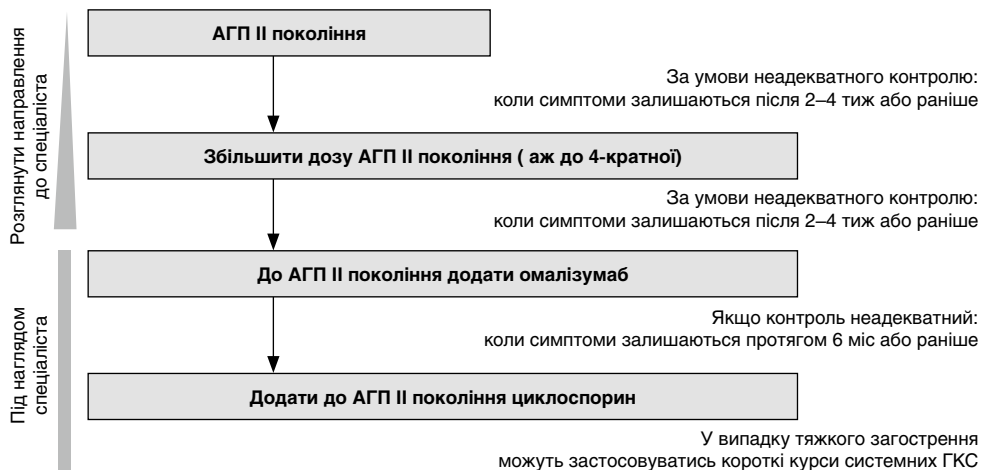 АГП ІІ покоління
За умови неадекватного контролю:
коли симптоми залишаються після 2–4 тиж або раніше
Збільшити дозу АГП ІІ покоління ( аж до 4-кратної)
За умови неадекватного контролю:
коли симптоми залишаються після 2–4 тиж або раніше
Розглянути направлення
до спеціаліста
До АГП ІІ покоління додати омалізумаб
Якщо контроль неадекватний:
коли симптоми залишаються протягом 6 міс або раніше
Додати до АГП ІІ покоління циклоспорин
Під наглядом
спеціаліста
У випадку тяжкого загострення
можуть застосовуватись короткі курси системних ГКС